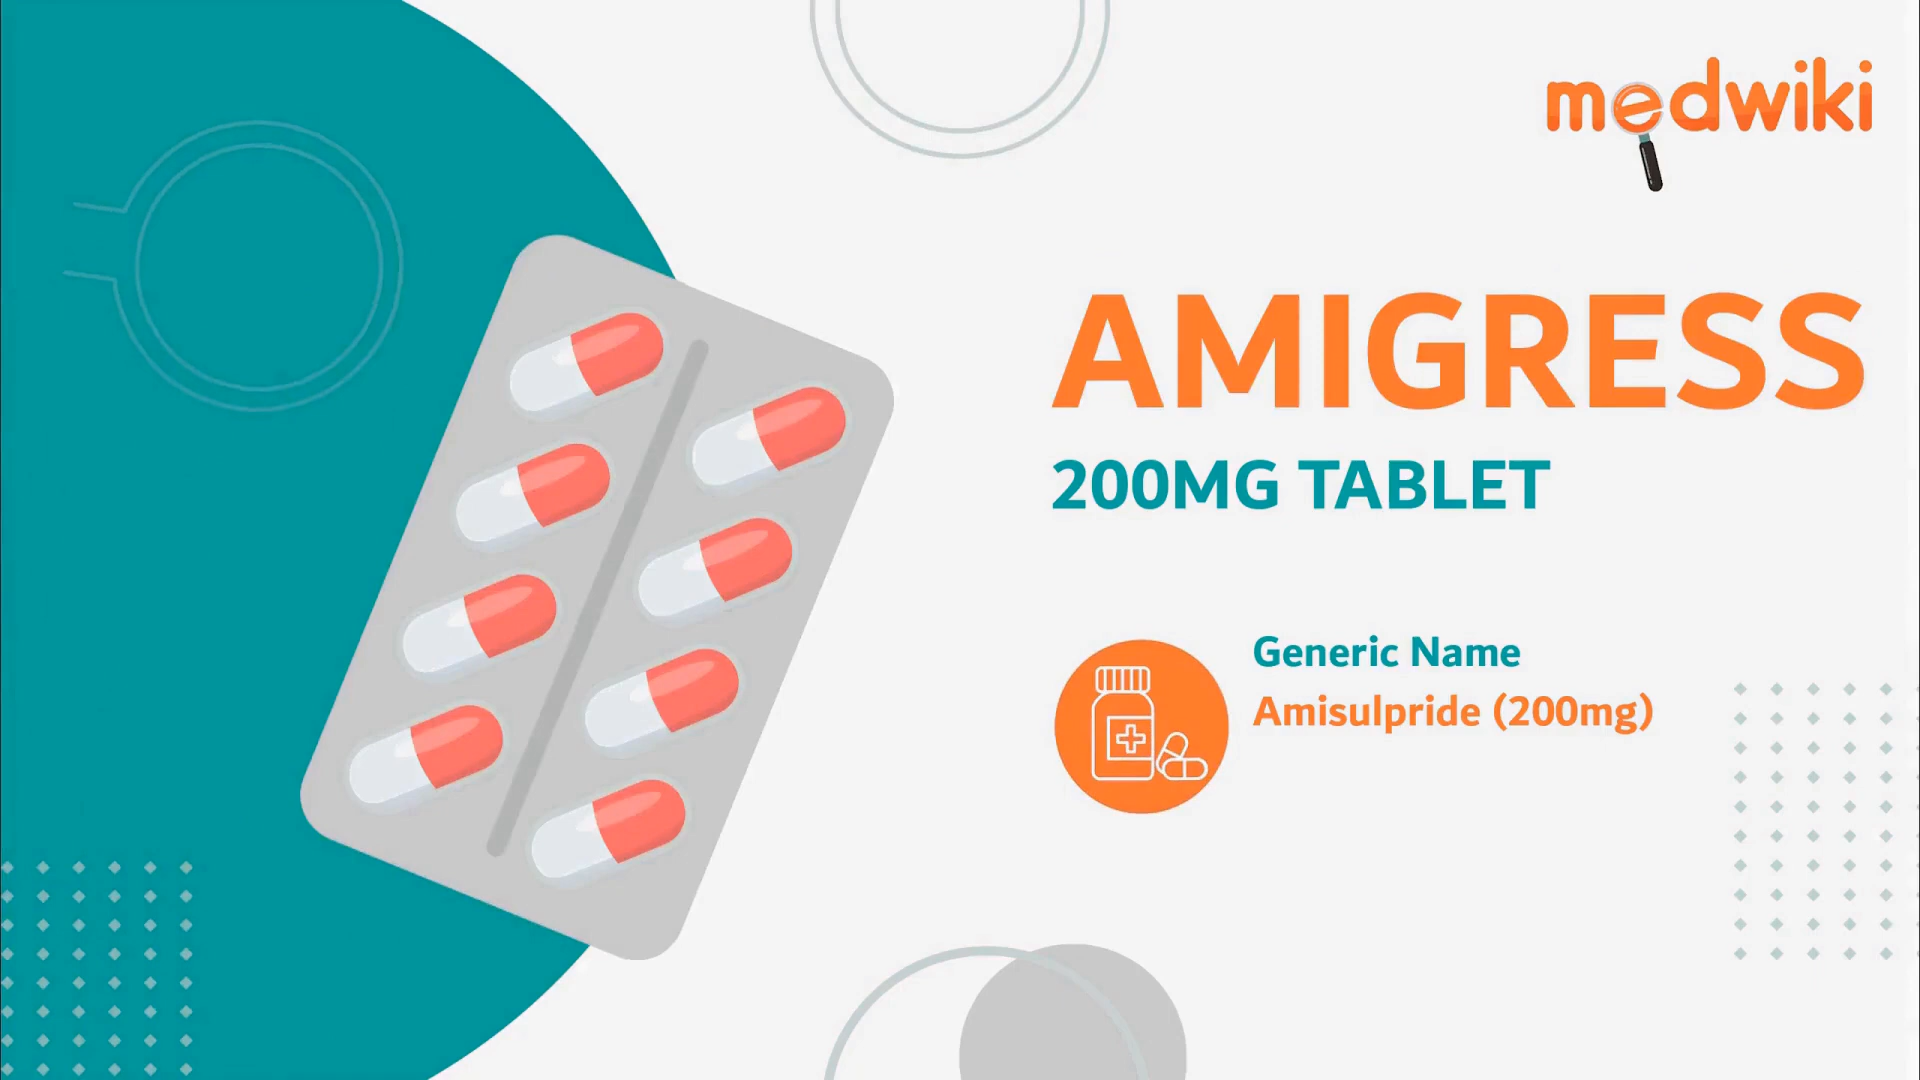 medwiki
AMIGRESS
200MG TABLET
Generic Name
Amisulpride (200mg)